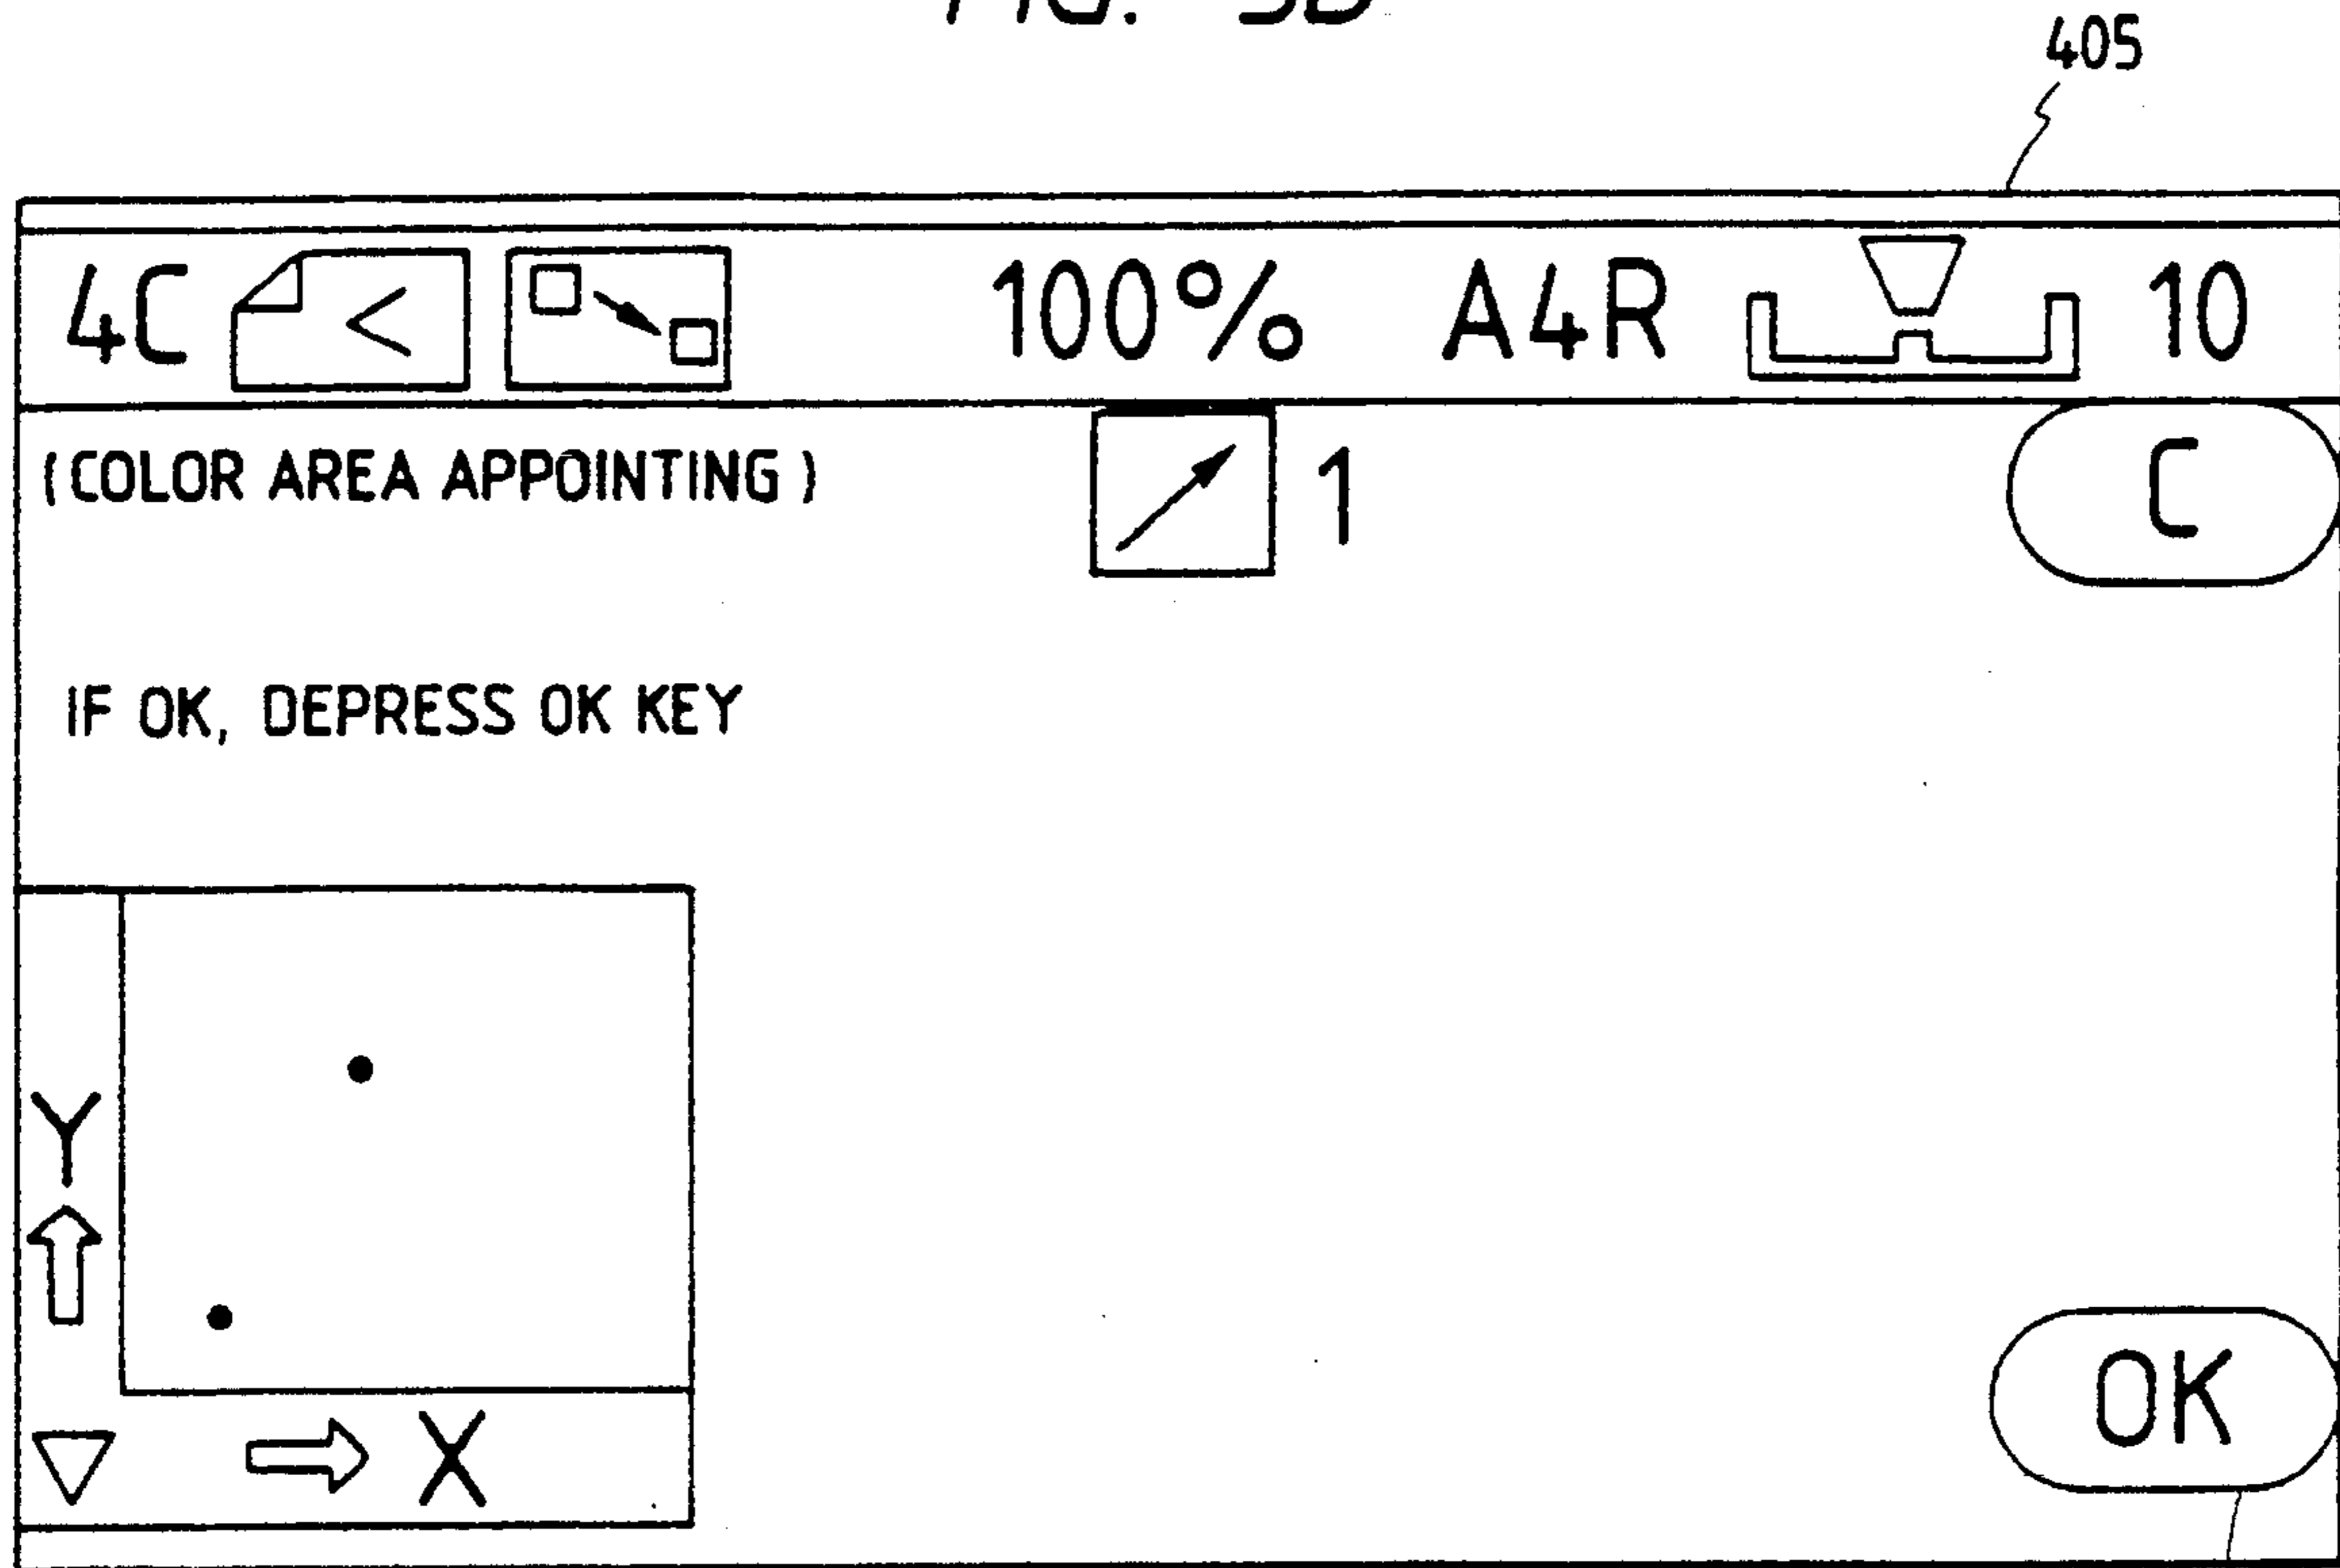 405
4C < 100% A4R 10
(COLOR AREA APPOINTING) 1 C
IF OK, DEPRESS OK KEY
Y
X
OK